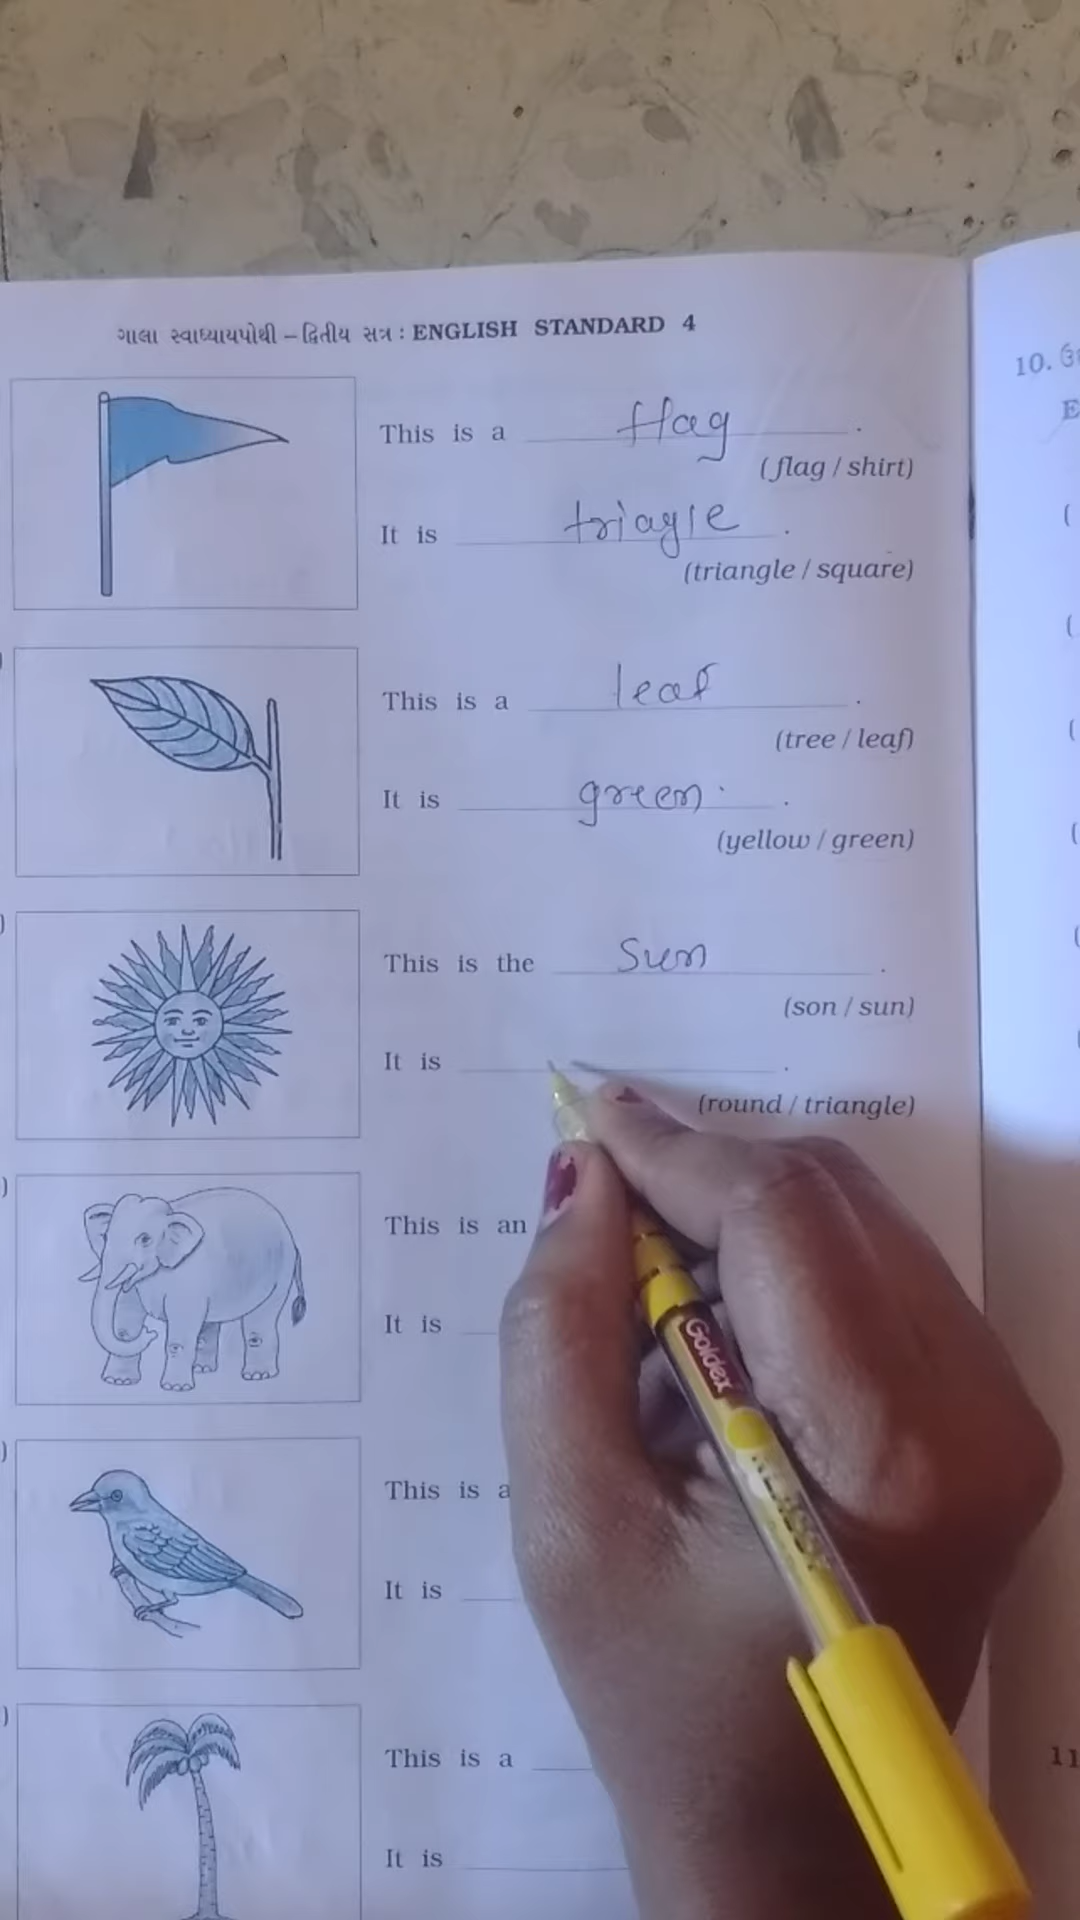 ગાલા સ્વાધ્યાયપોથી – દ્વિતીય સત્ર : ENGLISH STANDARD 4
This is a flag.
(flag / shirt)
It is triagle.
(triangle / square)
This is a leaf.
(tree / leaf)
It is green.
(yellow / green)
This is the sun.
(son / sun)
It is .
(round / triangle)
This is an
It is
This is a
It is
This is a
It is
10.
11
Goldex